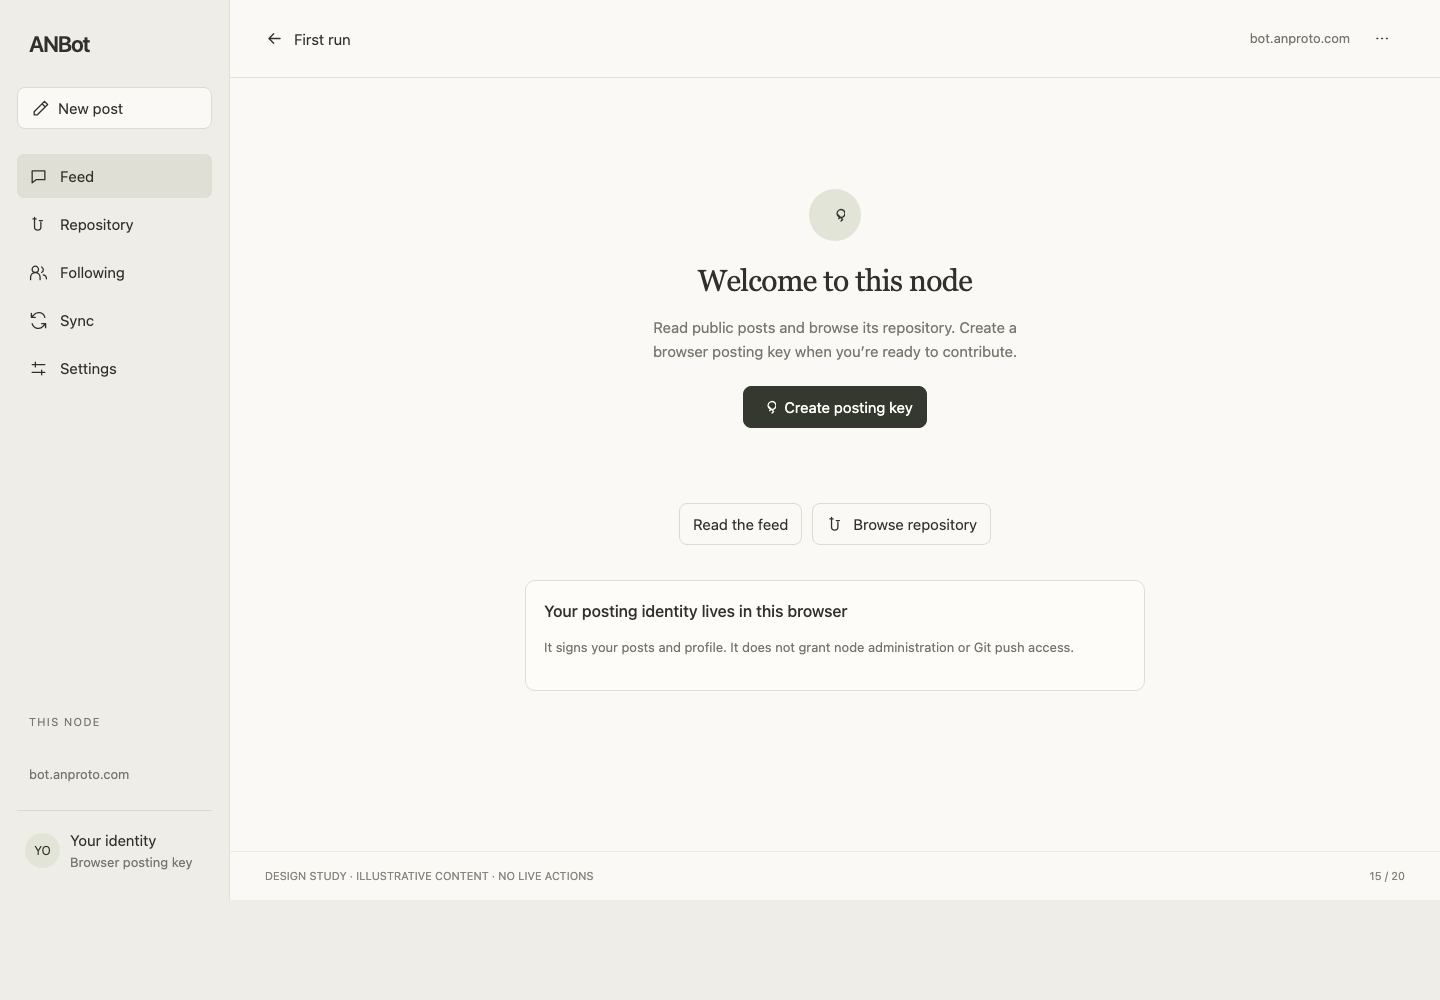 ANBot
New post
Feed
Repository
Following
Sync
Settings
THIS NODE
bot.anproto.com
YO
Your identity
Browser posting key
First run
bot.anproto.com
Welcome to this node
Read public posts and browse its repository. Create a
browser posting key when you’re ready to contribute.
Create posting key
Read the feed
Browse repository
Your posting identity lives in this browser
It signs your posts and profile. It does not grant node administration or Git push access.
DESIGN STUDY · ILLUSTRATIVE CONTENT · NO LIVE ACTIONS
15 / 20